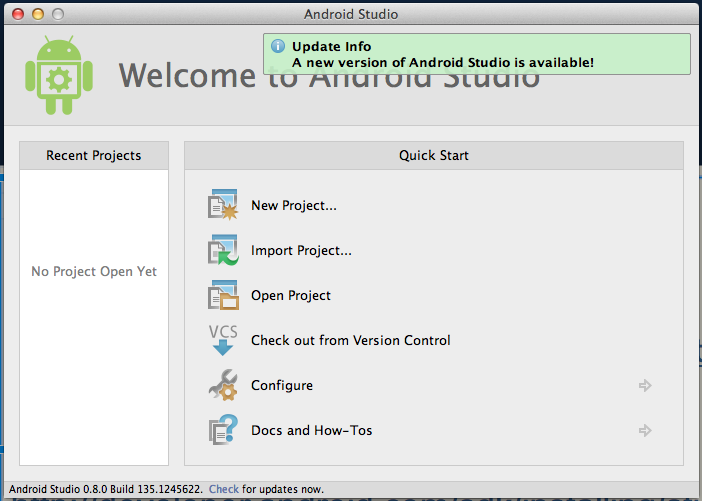 Android Studio
Update Info
A new version of Android Studio is available!
Welcome to Android Studio
Recent Projects
No Project Open Yet
Quick Start
New Project...
Import Project...
Open Project
VCS
Check out from Version Control
Configure
Docs and How-Tos
Android Studio 0.8.0 Build 135.1245622. Check for updates now.